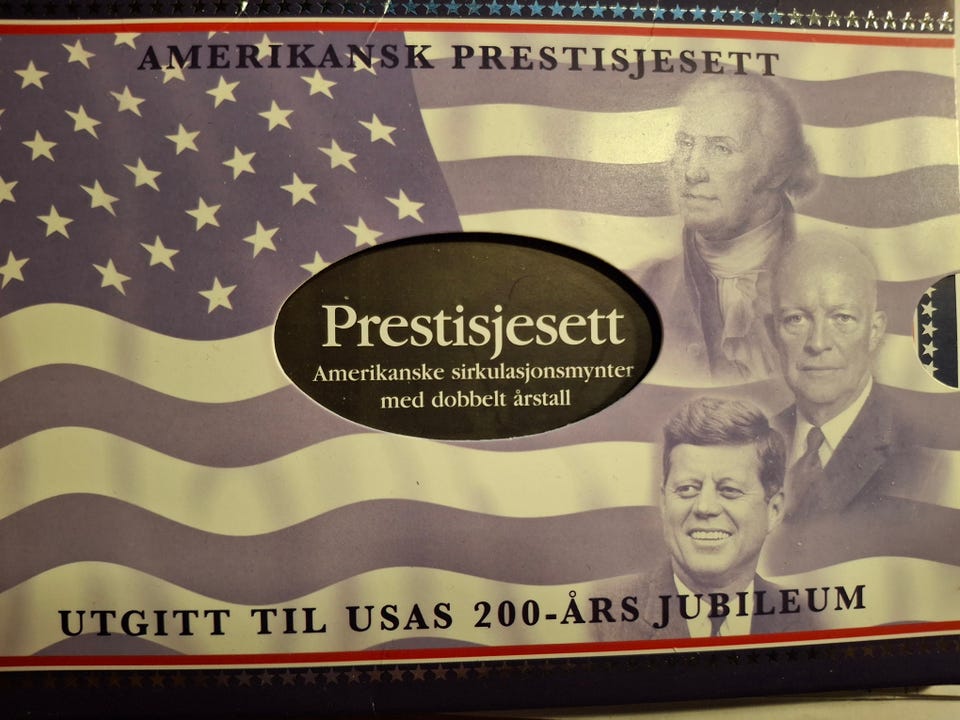 AMERIKANSK PRESTISJESETT
Prestisjesett
Amerikanske sirkulasjonsmynter
med dobbelt årstall
UTGITT TIL USAS 200-ÅRS JUBILEUM